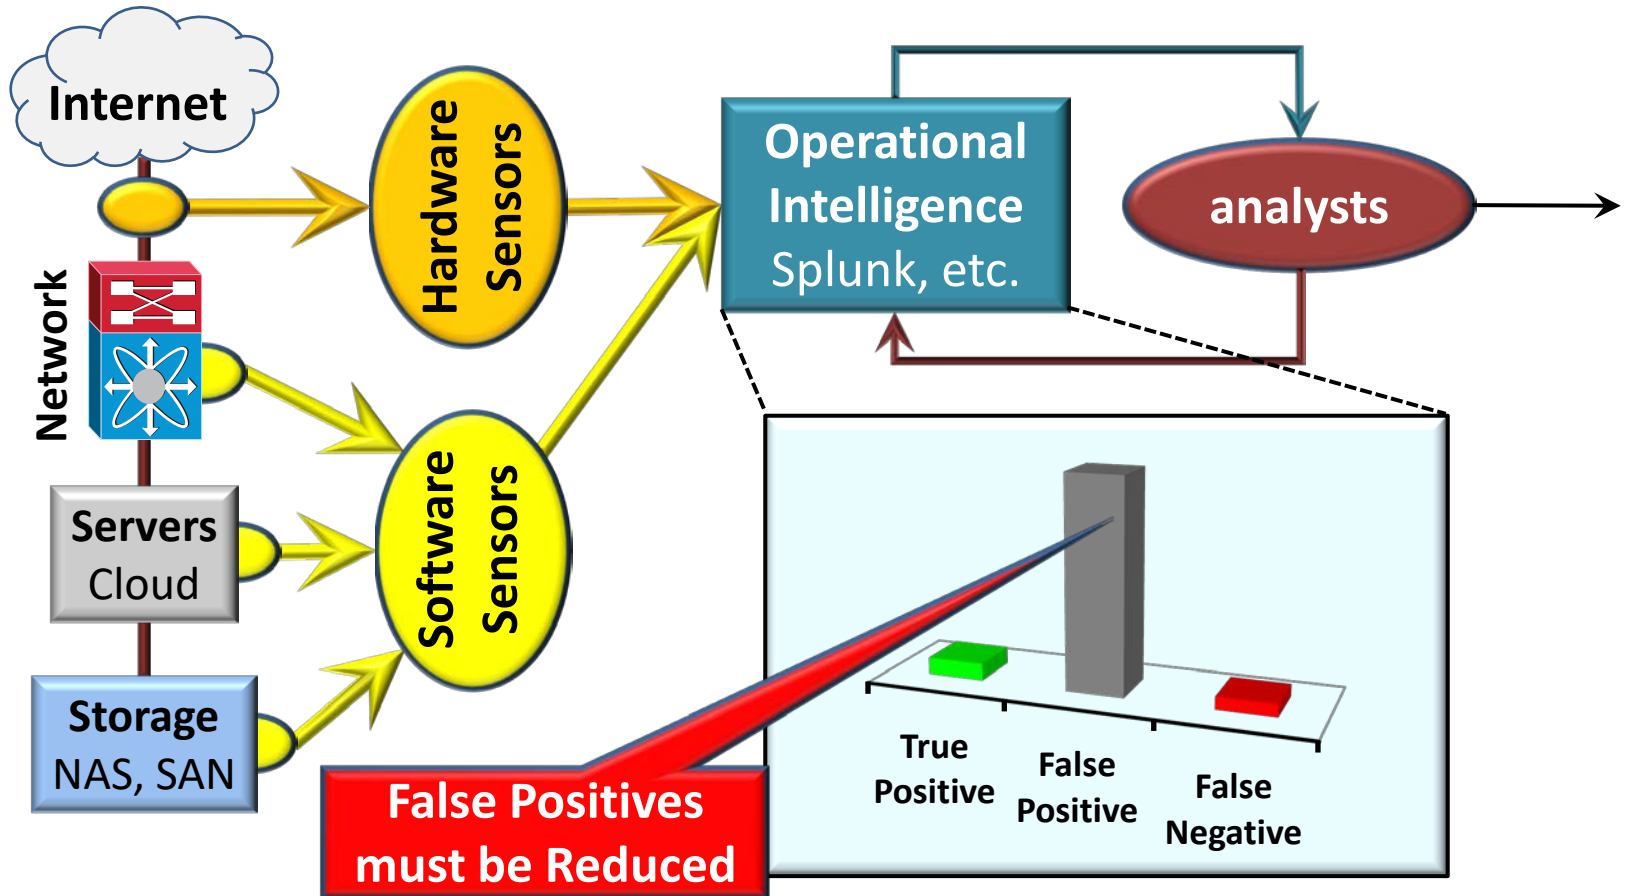 Internet
Hardware
Sensors
Operational
Intelligence
Splunk, etc.
analysts
Network
Servers
Cloud
Software
Sensors
Storage
NAS, SAN
False Positives
must be Reduced
True
Positive
False
Positive
False
Negative